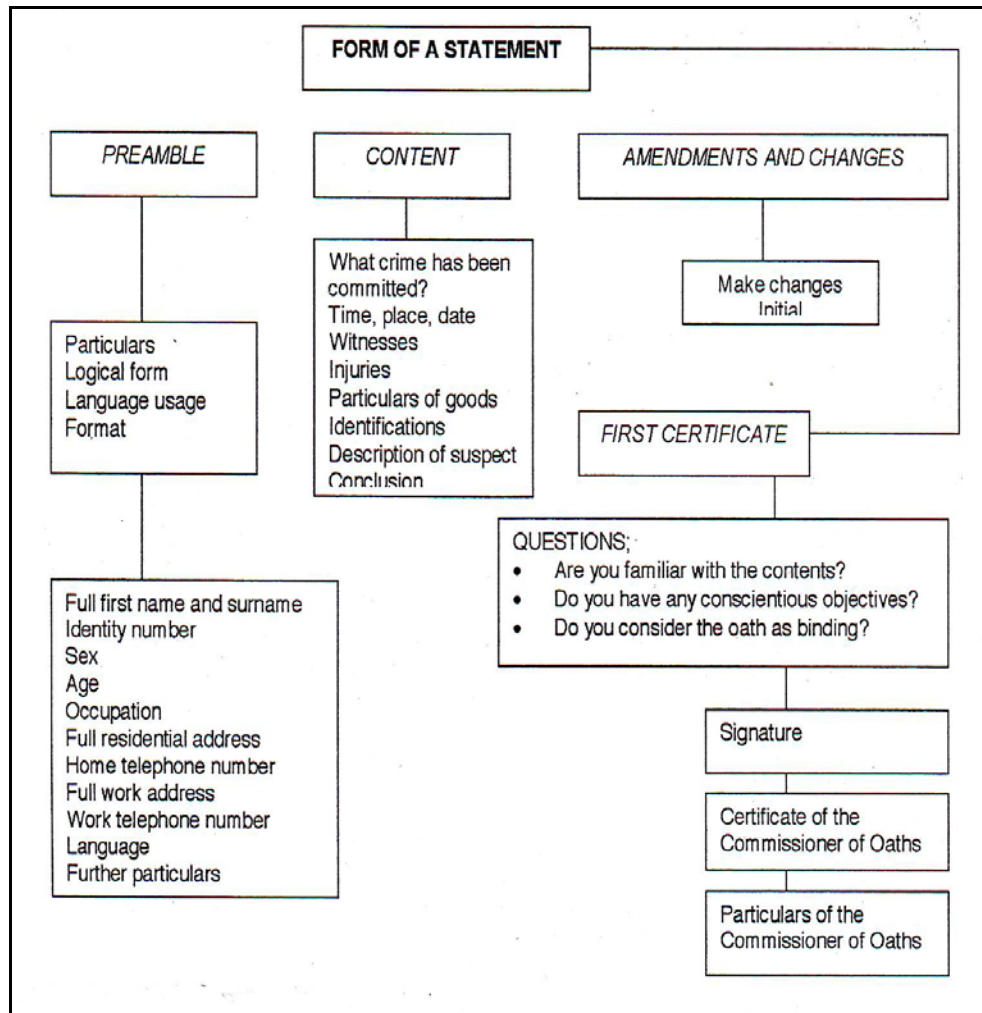 FORM OF A STATEMENT
PREAMBLE
Particulars
Logical form
Language usage
Format
Full first name and surname
Identity number
Sex
Age
Occupation
Full residential address
Home telephone number
Full work address
Work telephone number
Language
Further particulars
CONTENT
What crime has been
committed?
Time, place, date
Witnesses
Injuries
Particulars of goods
Identifications
Description of suspect
Conclusion
AMENDMENTS AND CHANGES
Make changes
Initial
FIRST CERTIFICATE
QUESTIONS;
• Are you familiar with the contents?
• Do you have any conscientious objectives?
• Do you consider the oath as binding?
Signature
Certificate of the
Commissioner of Oaths
Particulars of the
Commissioner of Oaths